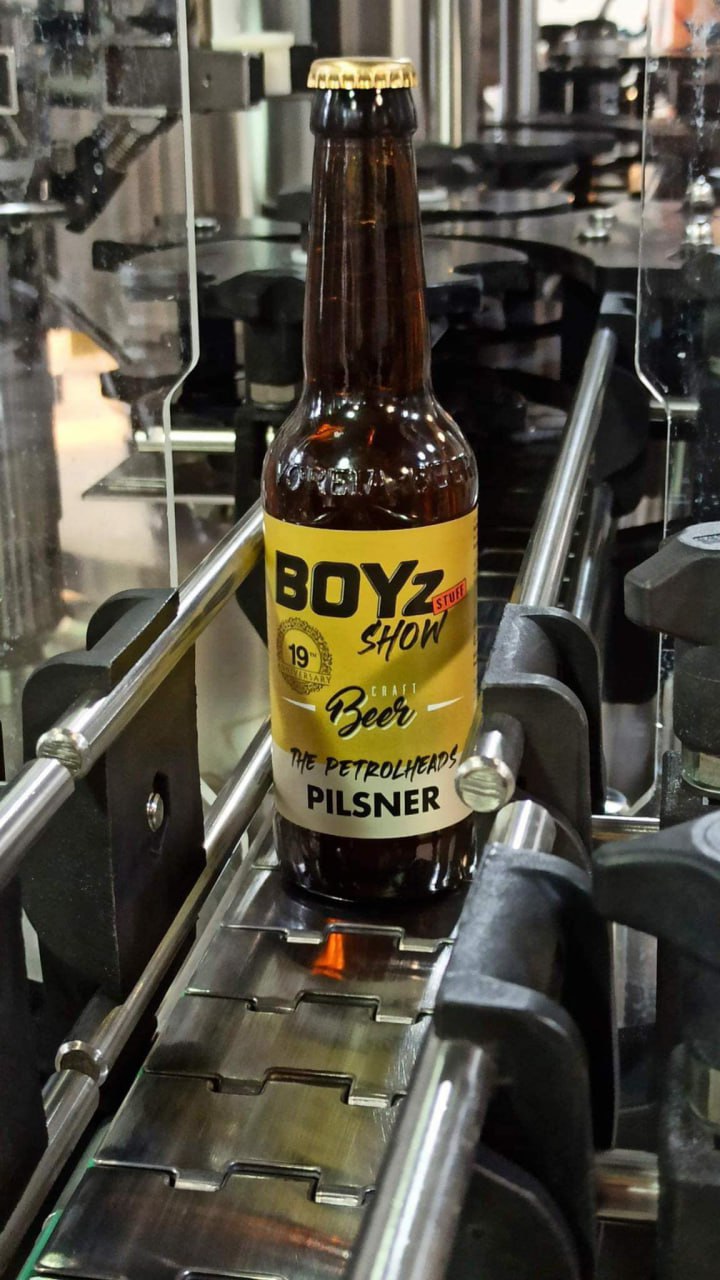 BOYz
STUFF
SHOW
19TH
ANNIVERSARY
CRAFT
Beer
THE PETROLHEADS
PILSNER